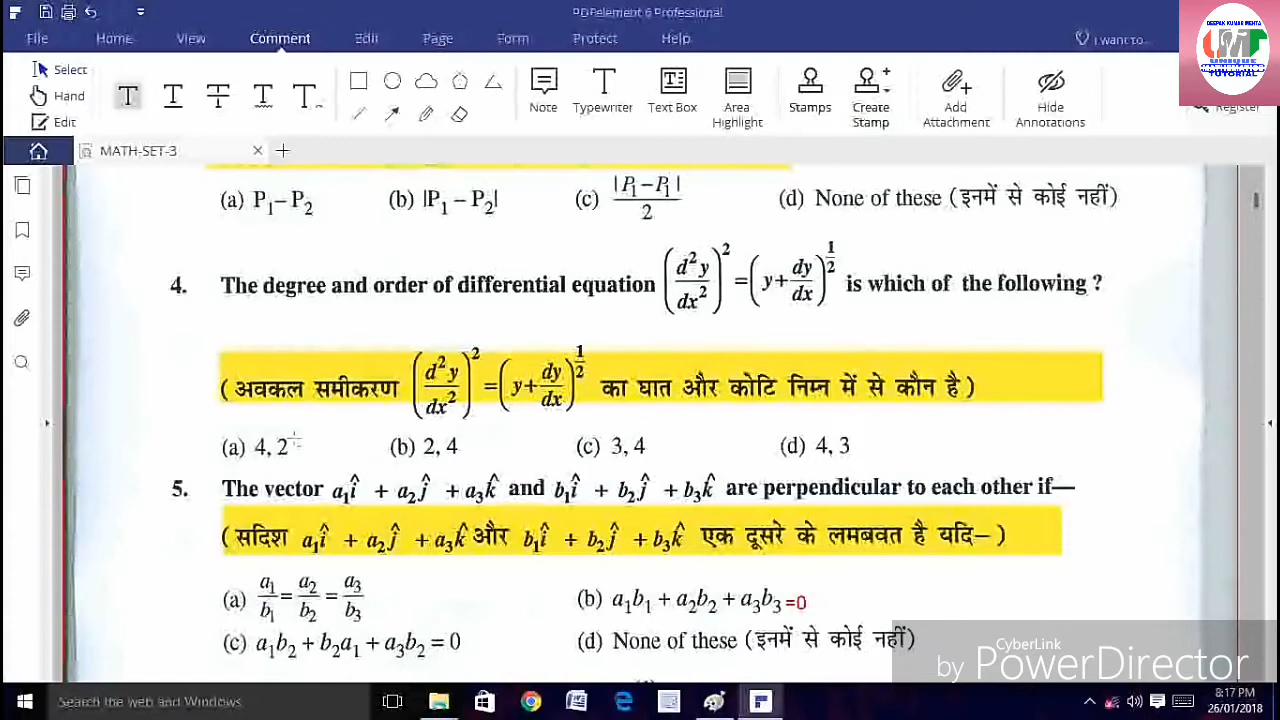 PDFelement 6 Professional
File Home View Comment Edit Page Form Protect Help I want to...
DEEPAK KUMAR MEHTA
UNIQUE
TUTORIAL
Select
Hand
Edit
Note Typewriter Text Box Area Highlight Stamps Create Stamp Add Attachment Hide Annotations Register
MATH-SET-3
(a) P₁– P₂ (b) |P₁ – P₂| (c) |P₁–P₁|/2 (d) None of these (इनमें से कोई नहीं)
4. The degree and order of differential equation (d²y/dx²)² = (y+dy/dx)^1/2 is which of the following ?
( अवकल समीकरण (d²y/dx²)² = (y+dy/dx)^1/2 का घात और कोटि निम्न में से कौन है )
(a) 4, 2 (b) 2, 4 (c) 3, 4 (d) 4, 3
5. The vector a₁î + a₂ĵ + a₃k̂ and b₁î + b₂ĵ + b₃k̂ are perpendicular to each other if—
( सदिश a₁î + a₂ĵ + a₃k̂ और b₁î + b₂ĵ + b₃k̂ एक दूसरे के लमबवत है यदि– )
(a) a₁/b₁ = a₂/b₂ = a₃/b₃ (b) a₁b₁ + a₂b₂ + a₃b₃ =0
(c) a₁b₂ + b₂a₁ + a₃b₂ = 0 (d) None of these (इनमें से कोई नहीं)
CyberLink
by PowerDirector
Search the web and Windows
8:17 PM
26/01/2018